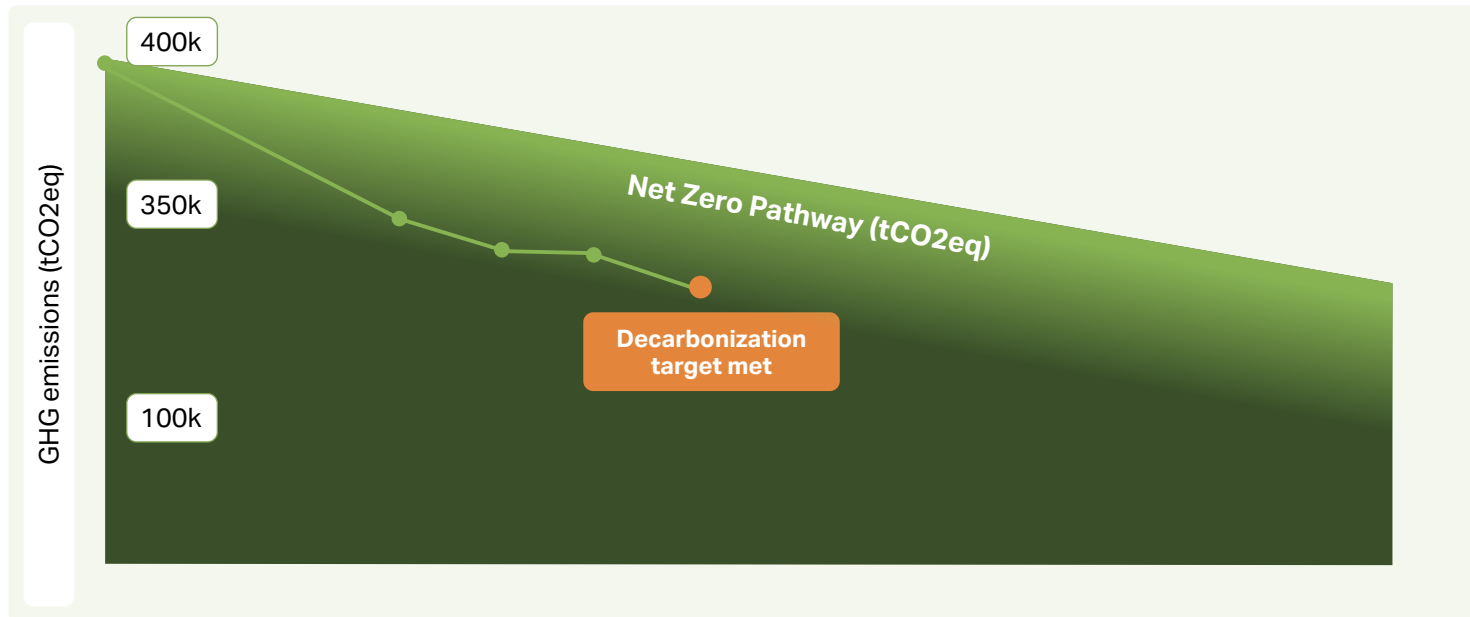 GHG emissions (tCO2eq)
400k
350k
100k
Net Zero Pathway (tCO2eq)
Decarbonization
target met